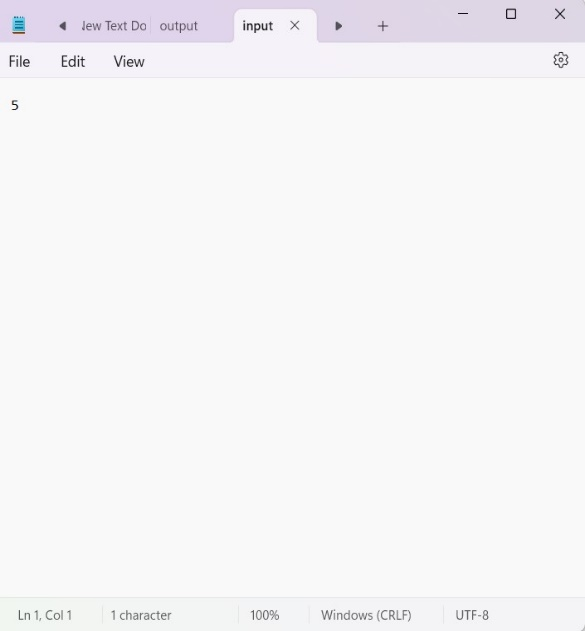 New Text Do output input
File Edit View
5
Ln 1, Col 1 1 character 100% Windows (CRLF) UTF-8